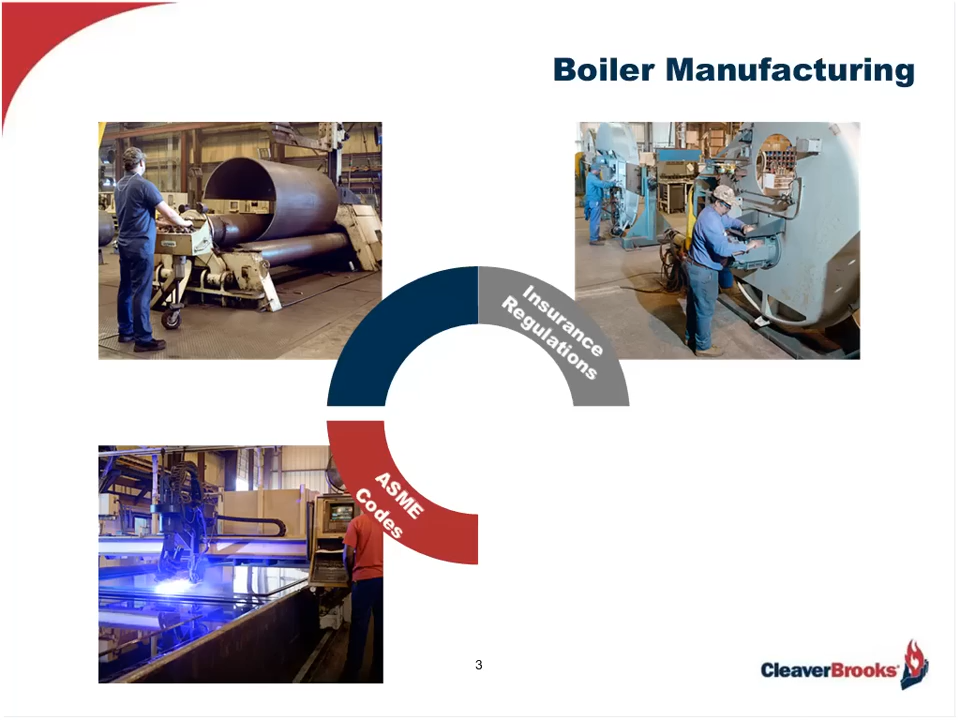 Boiler Manufacturing
Insurance
Regulations
ASME
Codes
3
CleaverBrooks